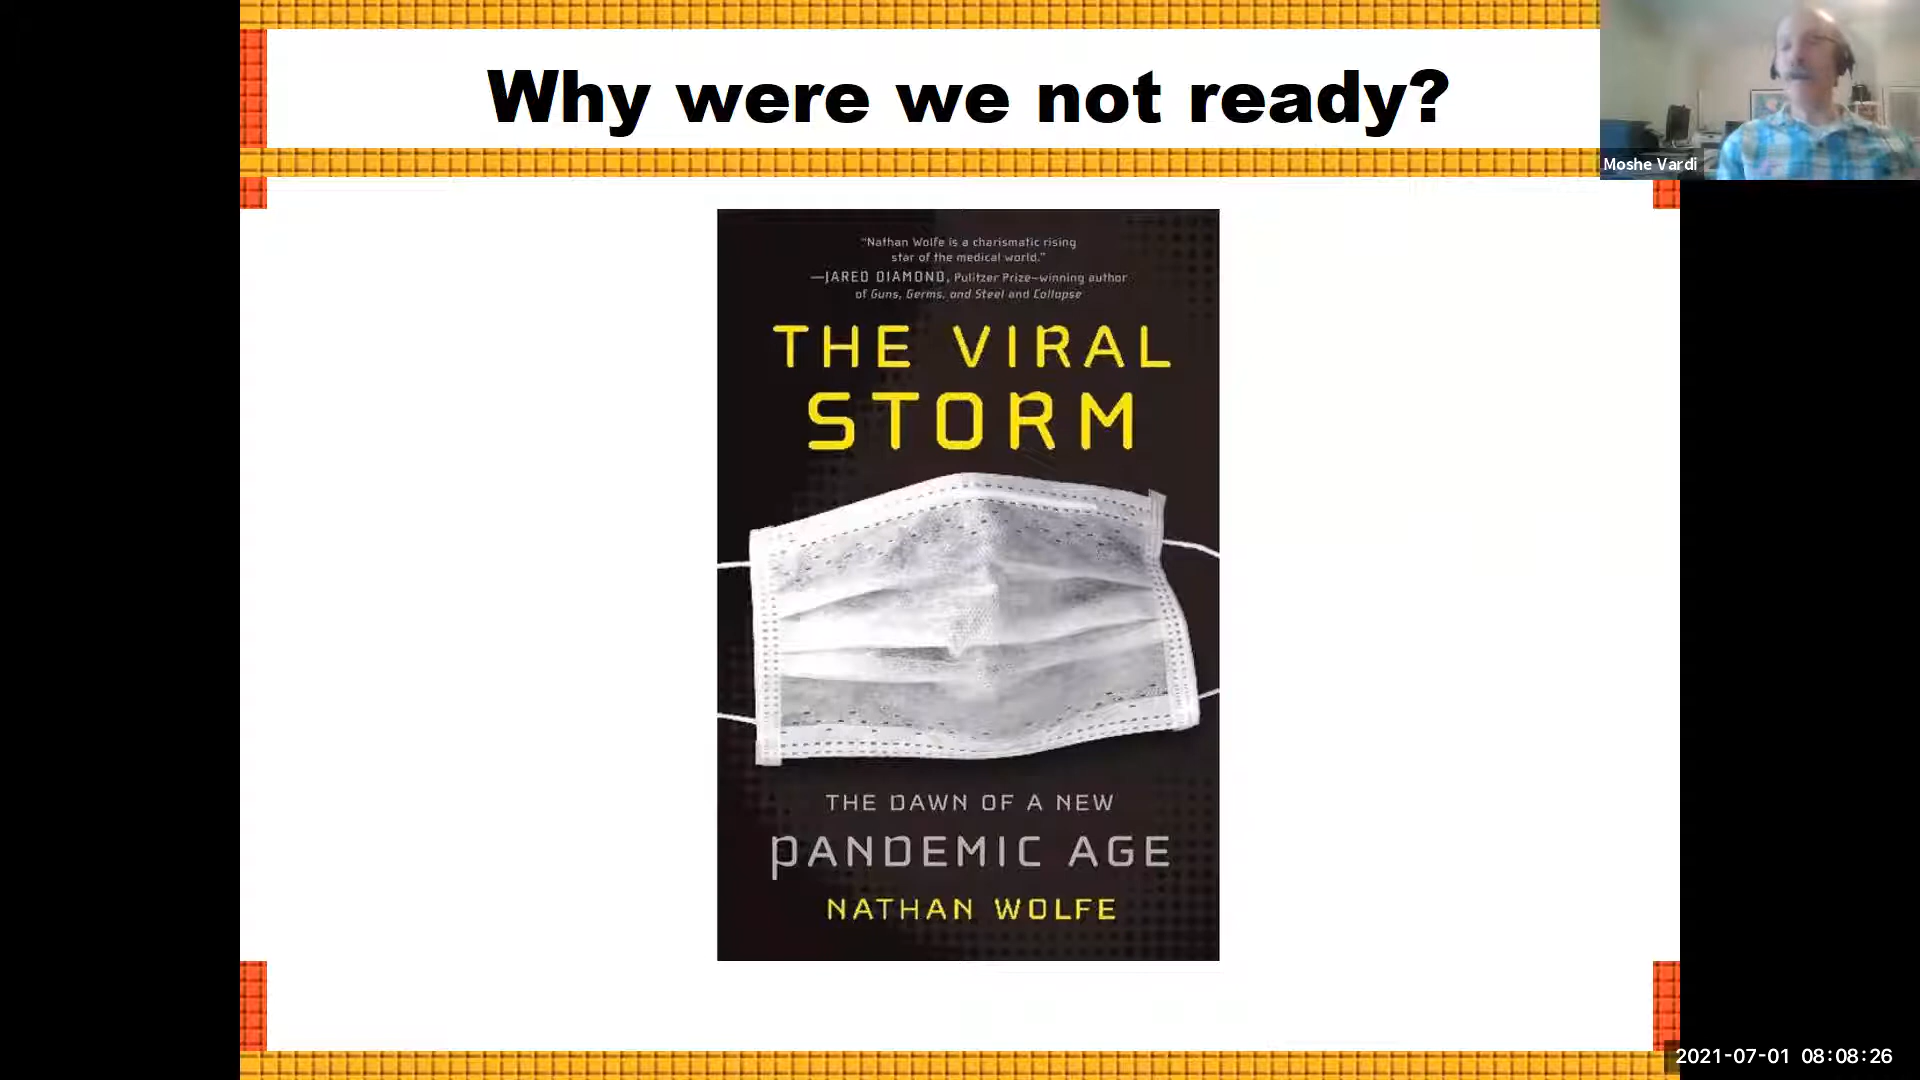 Why were we not ready?
Moshe Vardi
"Nathan Wolfe is a charismatic rising
star of the medical world."
—JARED DIAMOND, Pulitzer Prize–winning author
of Guns, Germs, and Steel and Collapse
THE VIRAL
STORM
THE DAWN OF A NEW
PANDEMIC AGE
NATHAN WOLFE
2021-07-01 08:08:26